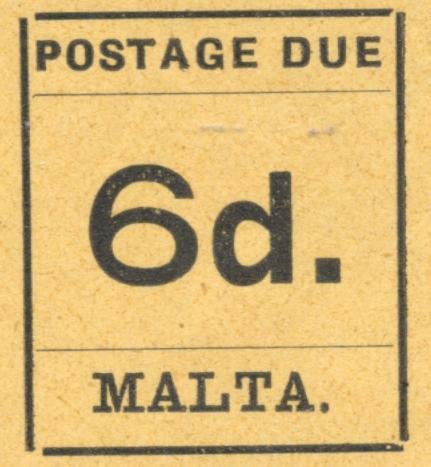 POSTAGE DUE
6d.
MALTA.